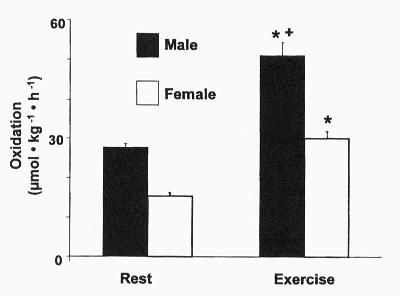 60
* +
Male
Female
*
Oxidation
(μmol • kg⁻¹ • h⁻¹)
30
0
Rest Exercise